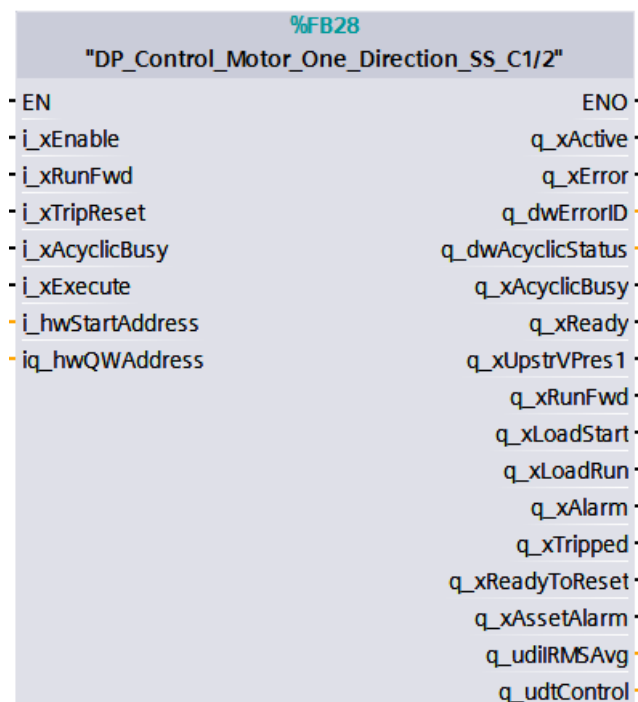 %FB28
"DP_Control_Motor_One_Direction_SS_C1/2"
EN ENO
i_xEnable q_xActive
i_xRunFwd q_xError
i_xTripReset q_dwErrorID
i_xAcyclicBusy q_dwAcyclicStatus
i_xExecute q_xAcyclicBusy
i_hwStartAddress q_xReady
iq_hwQWAddress q_xUpstrVPres1
q_xRunFwd
q_xLoadStart
q_xLoadRun
q_xAlarm
q_xTripped
q_xReadyToReset
q_xAssetAlarm
q_udiIRMSAvg
q_udtControl